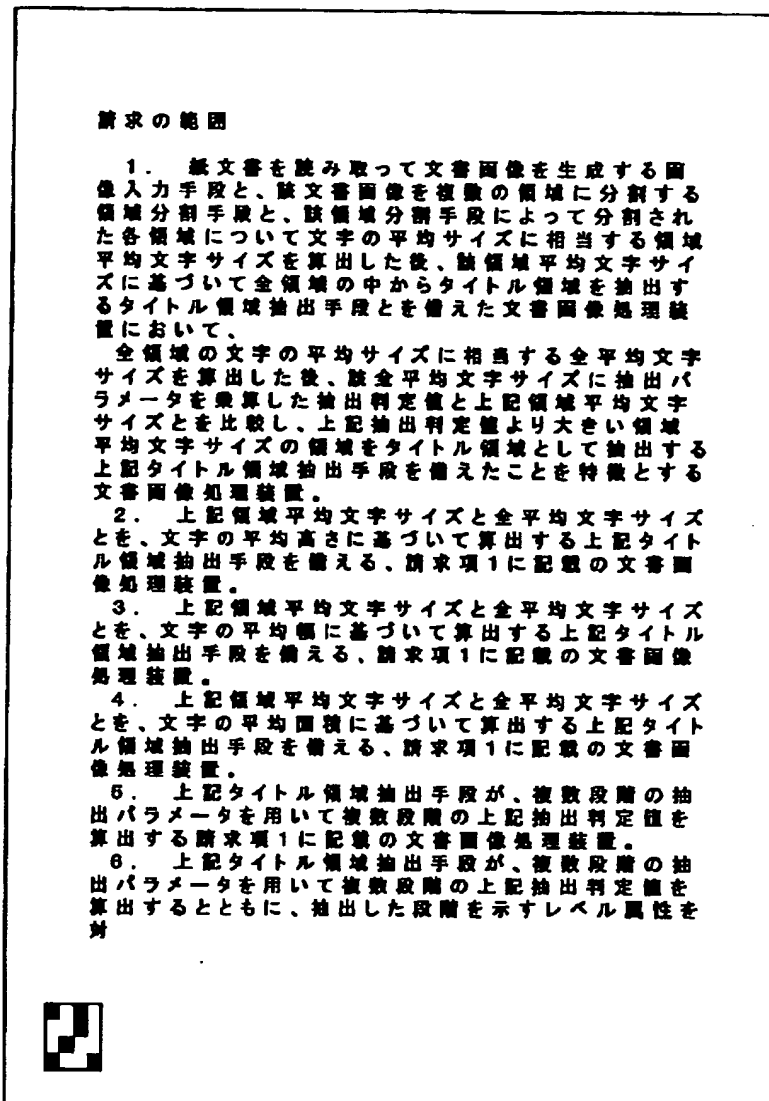 請求の範囲
1. 紙文書を読み取って文書画像を生成する画
像入力手段と、該文書画像を複数の領域に分割する
領域分割手段と、該領域分割手段によって分割され
た各領域について文字の平均サイズに相当する領域
平均文字サイズを算出した後、該領域平均文字サイ
ズに基づいて全領域の中からタイトル領域を抽出す
るタイトル領域抽出手段とを備えた文書画像処理装
置において、
全領域の文字の平均サイズに相当する全平均文字
サイズを算出した後、該全平均文字サイズに抽出パ
ラメータを乗算した抽出判定値と上記領域平均文字
サイズとを比較し、上記抽出判定値より大きい領域
平均文字サイズの領域をタイトル領域として抽出する
上記タイトル領域抽出手段を備えたことを特徴とする
文書画像処理装置。
2. 上記領域平均文字サイズと全平均文字サイズ
とを、文字の平均高さに基づいて算出する上記タイト
ル領域抽出手段を備える、請求項1に記載の文書画
像処理装置。
3. 上記領域平均文字サイズと全平均文字サイズ
とを、文字の平均幅に基づいて算出する上記タイトル
領域抽出手段を備える、請求項1に記載の文書画像
処理装置。
4. 上記領域平均文字サイズと全平均文字サイズ
とを、文字の平均面積に基づいて算出する上記タイト
ル領域抽出手段を備える、請求項1に記載の文書画
像処理装置。
5. 上記タイトル領域抽出手段が、複数段階の抽
出パラメータを用いて複数段階の上記抽出判定値を
算出する請求項1に記載の文書画像処理装置。
6. 上記タイトル領域抽出手段が、複数段階の抽
出パラメータを用いて複数段階の上記抽出判定値を
算出するとともに、抽出した段階を示すレベル属性を
対